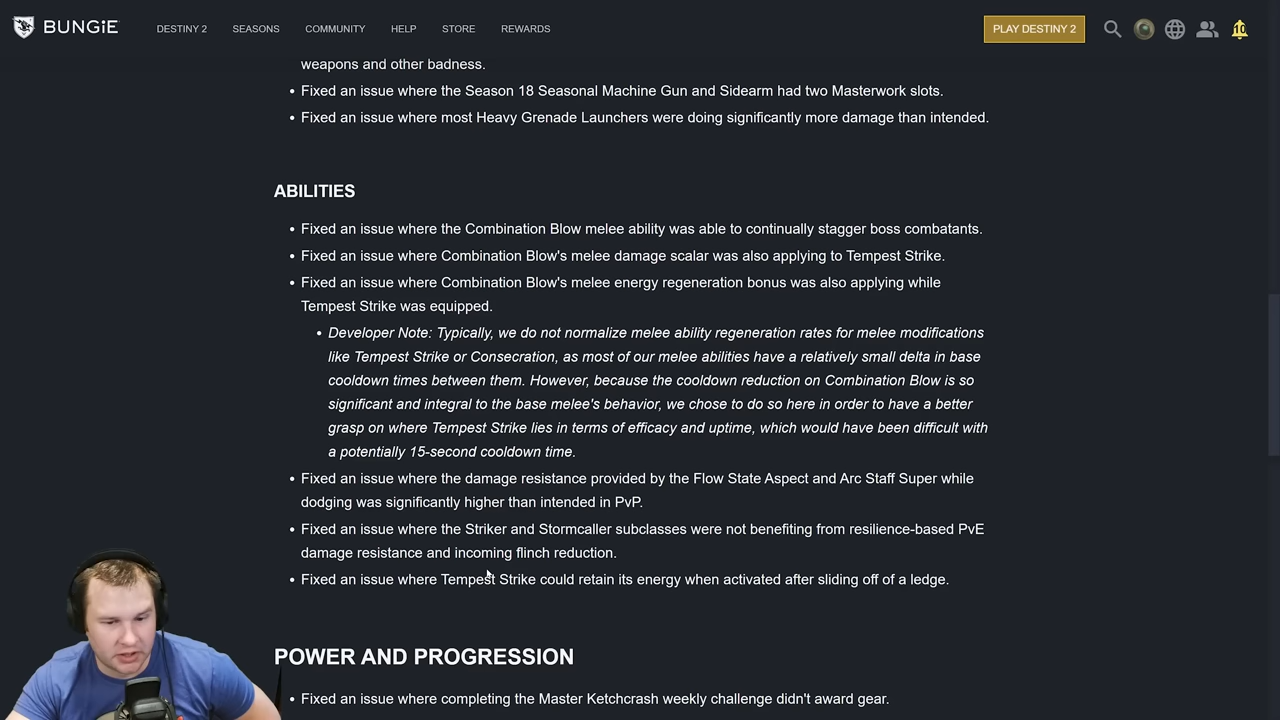 BUNGiE DESTINY 2 SEASONS COMMUNITY HELP STORE REWARDS PLAY DESTINY 2 10
weapons and other badness.
• Fixed an issue where the Season 18 Seasonal Machine Gun and Sidearm had two Masterwork slots.
• Fixed an issue where most Heavy Grenade Launchers were doing significantly more damage than intended.
ABILITIES
• Fixed an issue where the Combination Blow melee ability was able to continually stagger boss combatants.
• Fixed an issue where Combination Blow's melee damage scalar was also applying to Tempest Strike.
• Fixed an issue where Combination Blow's melee energy regeneration bonus was also applying while
Tempest Strike was equipped.
• Developer Note: Typically, we do not normalize melee ability regeneration rates for melee modifications
like Tempest Strike or Consecration, as most of our melee abilities have a relatively small delta in base
cooldown times between them. However, because the cooldown reduction on Combination Blow is so
significant and integral to the base melee's behavior, we chose to do so here in order to have a better
grasp on where Tempest Strike lies in terms of efficacy and uptime, which would have been difficult with
a potentially 15-second cooldown time.
• Fixed an issue where the damage resistance provided by the Flow State Aspect and Arc Staff Super while
dodging was significantly higher than intended in PvP.
• Fixed an issue where the Striker and Stormcaller subclasses were not benefiting from resilience-based PvE
damage resistance and incoming flinch reduction.
• Fixed an issue where Tempest Strike could retain its energy when activated after sliding off of a ledge.
POWER AND PROGRESSION
• Fixed an issue where completing the Master Ketchcrash weekly challenge didn't award gear.